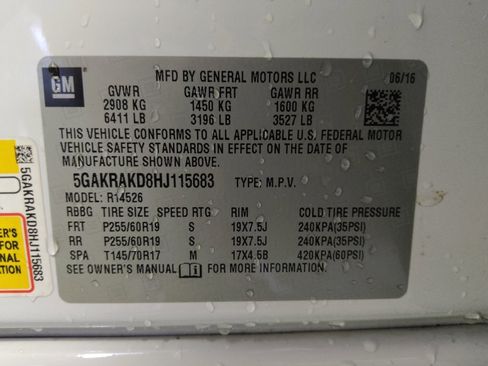 GM
MFD BY GENERAL MOTORS LLC 06/16
GVWR GAWR FRT GAWR RR
2908 KG 1450 KG 1600 KG
6411 LB 3196 LB 3527 LB
THIS VEHICLE CONFORMS TO ALL APPLICABLE U.S. FEDERAL MOTOR
VEHICLE SAFETY STANDARDS IN EFFECT ON THE DATE OF
MANUFACTURE SHOWN ABOVE.
5GAKRAKD8HJ115683 TYPE: M.P.V.
MODEL: R14526
RBBG TIRE SIZE SPEED RTG RIM COLD TIRE PRESSURE
FRT P255/60R19 S 19X7.5J 240KPA(35PSI)
RR P255/60R19 S 19X7.5J 240KPA(35PSI)
SPA T145/70R17 M 17X4.5B 420KPA(60PSI)
SEE OWNER'S MANUAL FOR MORE INFORMATION
5GAKRAKD8HJ115683
ER'S
FOR
NAL
TION